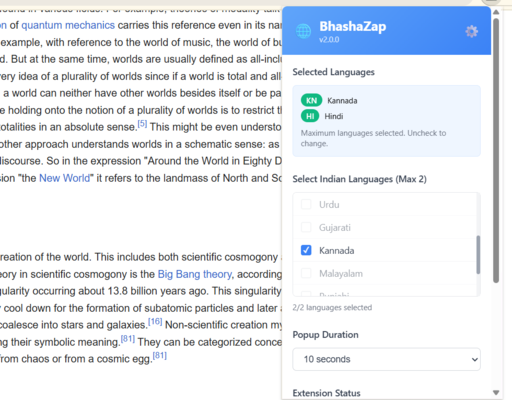 on of quantum mechanics carries this reference even in its na
example, with reference to the world of music, the world of bu
d. But at the same time, worlds are usually defined as all-inclu
very idea of a plurality of worlds since if a world is total and all
a world can neither have other worlds besides itself or be pa
e holding onto the notion of a plurality of worlds is to restrict th
totalities in an absolute sense.[5] This might be even understo
other approach understands worlds in a schematic sense: as
discourse. So in the expression "Around the World in Eighty D
sion "the New World" it refers to the landmass of North and So
reation of the world. This includes both scientific cosmogony
eory in scientific cosmogony is the Big Bang theory, according
gularity occurring about 13.8 billion years ago. This singularity
y cool down for the formation of subatomic particles and later
coalesce into stars and galaxies.[16] Non-scientific creation my
ng their symbolic meaning.[81] They can be categorized conce
from chaos or from a cosmic egg.[81]
BhashaZap
v2.0.0
Selected Languages
KN Kannada
HI Hindi
Maximum languages selected. Uncheck to
change.
Select Indian Languages (Max 2)
Urdu
Gujarati
Kannada
Malayalam
2/2 languages selected
Popup Duration
10 seconds
Extension Status